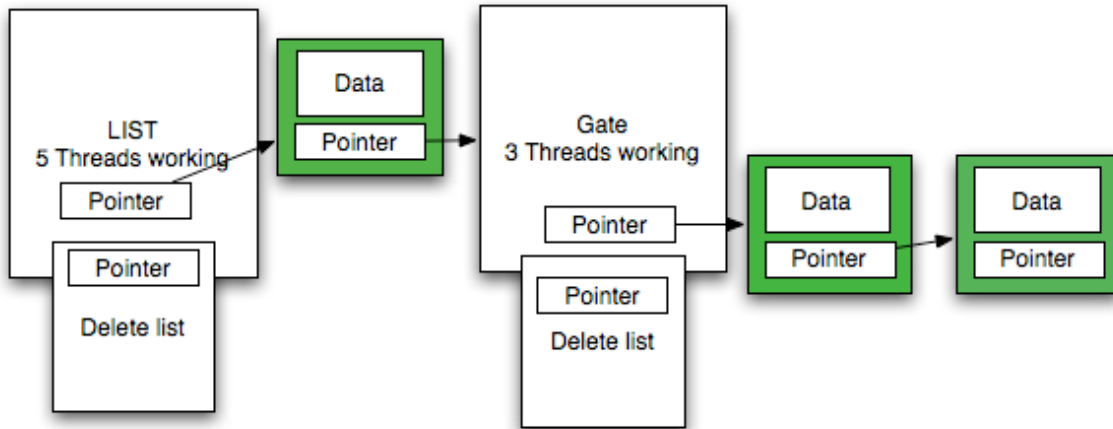 LIST
5 Threads working
Pointer
Pointer
Delete list
Data
Pointer
Gate
3 Threads working
Pointer
Pointer
Delete list
Data
Pointer
Data
Pointer